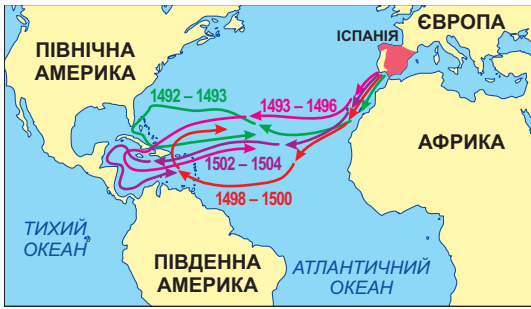 ЄВРОПА
ІСПАНІЯ
ПІВНІЧНА
АМЕРИКА
1492 – 1493
1493 – 1496
АФРИКА
1502 – 1504
1498 – 1500
ТИХИЙ
ОКЕАН
ПІВДЕННА
АМЕРИКА
АТЛАНТИЧНИЙ
ОКЕАН